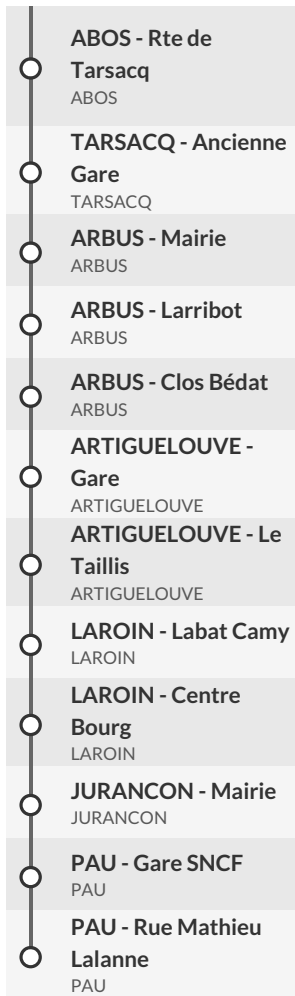 ABOS - Rte de
Tarsacq
ABOS
TARSACQ - Ancienne
Gare
TARSACQ
ARBUS - Mairie
ARBUS
ARBUS - Larribot
ARBUS
ARBUS - Clos Bédat
ARBUS
ARTIGUELOUVE -
Gare
ARTIGUELOUVE
ARTIGUELOUVE - Le
Taillis
ARTIGUELOUVE
LAROIN - Labat Camy
LAROIN
LAROIN - Centre
Bourg
LAROIN
JURANCON - Mairie
JURANCON
PAU - Gare SNCF
PAU
PAU - Rue Mathieu
Lalanne
PAU